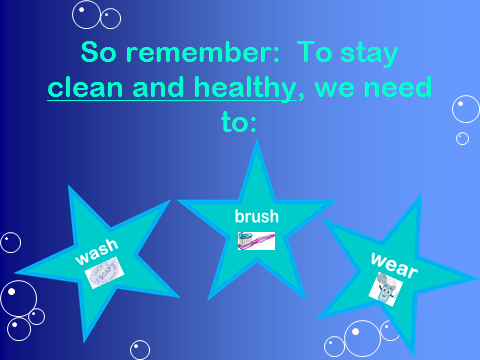 So remember:  To stay
clean and healthy, we need
to:
wash
brush
wear